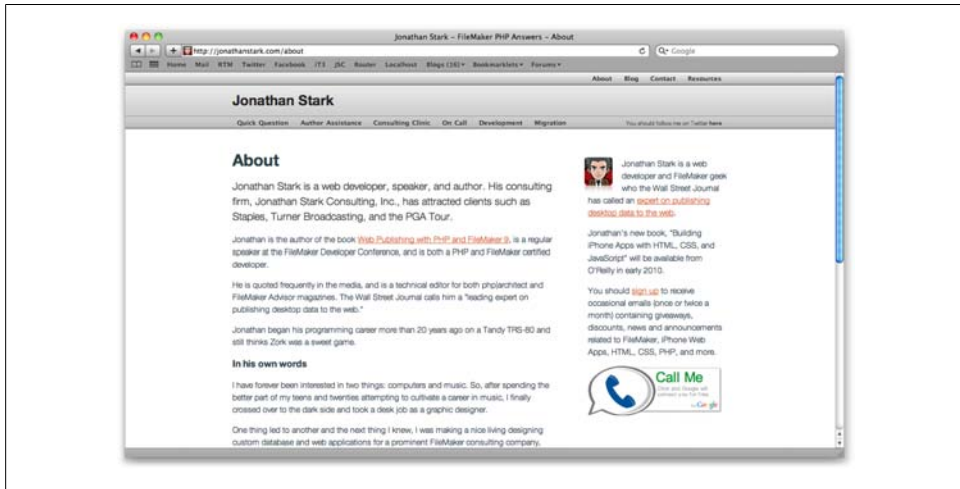 Jonathan Stark – FileMaker PHP Answers – About
http://jonathanstark.com/about
Google
Home Mail RTM Twitter Facebook iT3 JSC Router Localhost Blogs (36) Bookmarklets Forums
About Blog Contact Resources
Jonathan Stark
Quick Question Author Assistance Consulting Clinic On Call Development Migration
You should follow me on Twitter here
About
Jonathan Stark is a web developer, speaker, and author. His consulting
firm, Jonathan Stark Consulting, Inc., has attracted clients such as
Staples, Turner Broadcasting, and the PGA Tour.
Jonathan is the author of the book Web Publishing with PHP and FileMaker 9, is a regular
speaker at the FileMaker Developer Conference, and is both a PHP and FileMaker certified
developer.
He is quoted frequently in the media, and is a technical editor for both php|architect and
FileMaker Advisor magazines. The Wall Street Journal calls him a "leading expert on
publishing desktop data to the web."
Jonathan began his programming career more than 20 years ago on a Tandy TRS-80 and
still thinks Zork was a sweet game.
In his own words
I have forever been interested in two things: computers and music. So, after spending the
better part of my teens and twenties attempting to cultivate a career in music, I finally
crossed over to the dark side and took a desk job as a graphic designer.
One thing led to another and the next thing I knew, I was making a nice living designing
custom database and web applications for a prominent FileMaker consulting company,
Jonathan Stark is a web
developer and FileMaker geek
who the Wall Street Journal
has called an expert on publishing
desktop data to the web.
Jonathan's new book, "Building
iPhone Apps with HTML, CSS, and
JavaScript" will be available from
O'Reilly in early 2010.
You should sign up to receive
occasional emails (once or twice a
month) containing giveaways,
discounts, news and announcements
related to FileMaker, iPhone Web
Apps, HTML, CSS, PHP, and more.
Call Me
Click and Google will
connect you for free
by Google